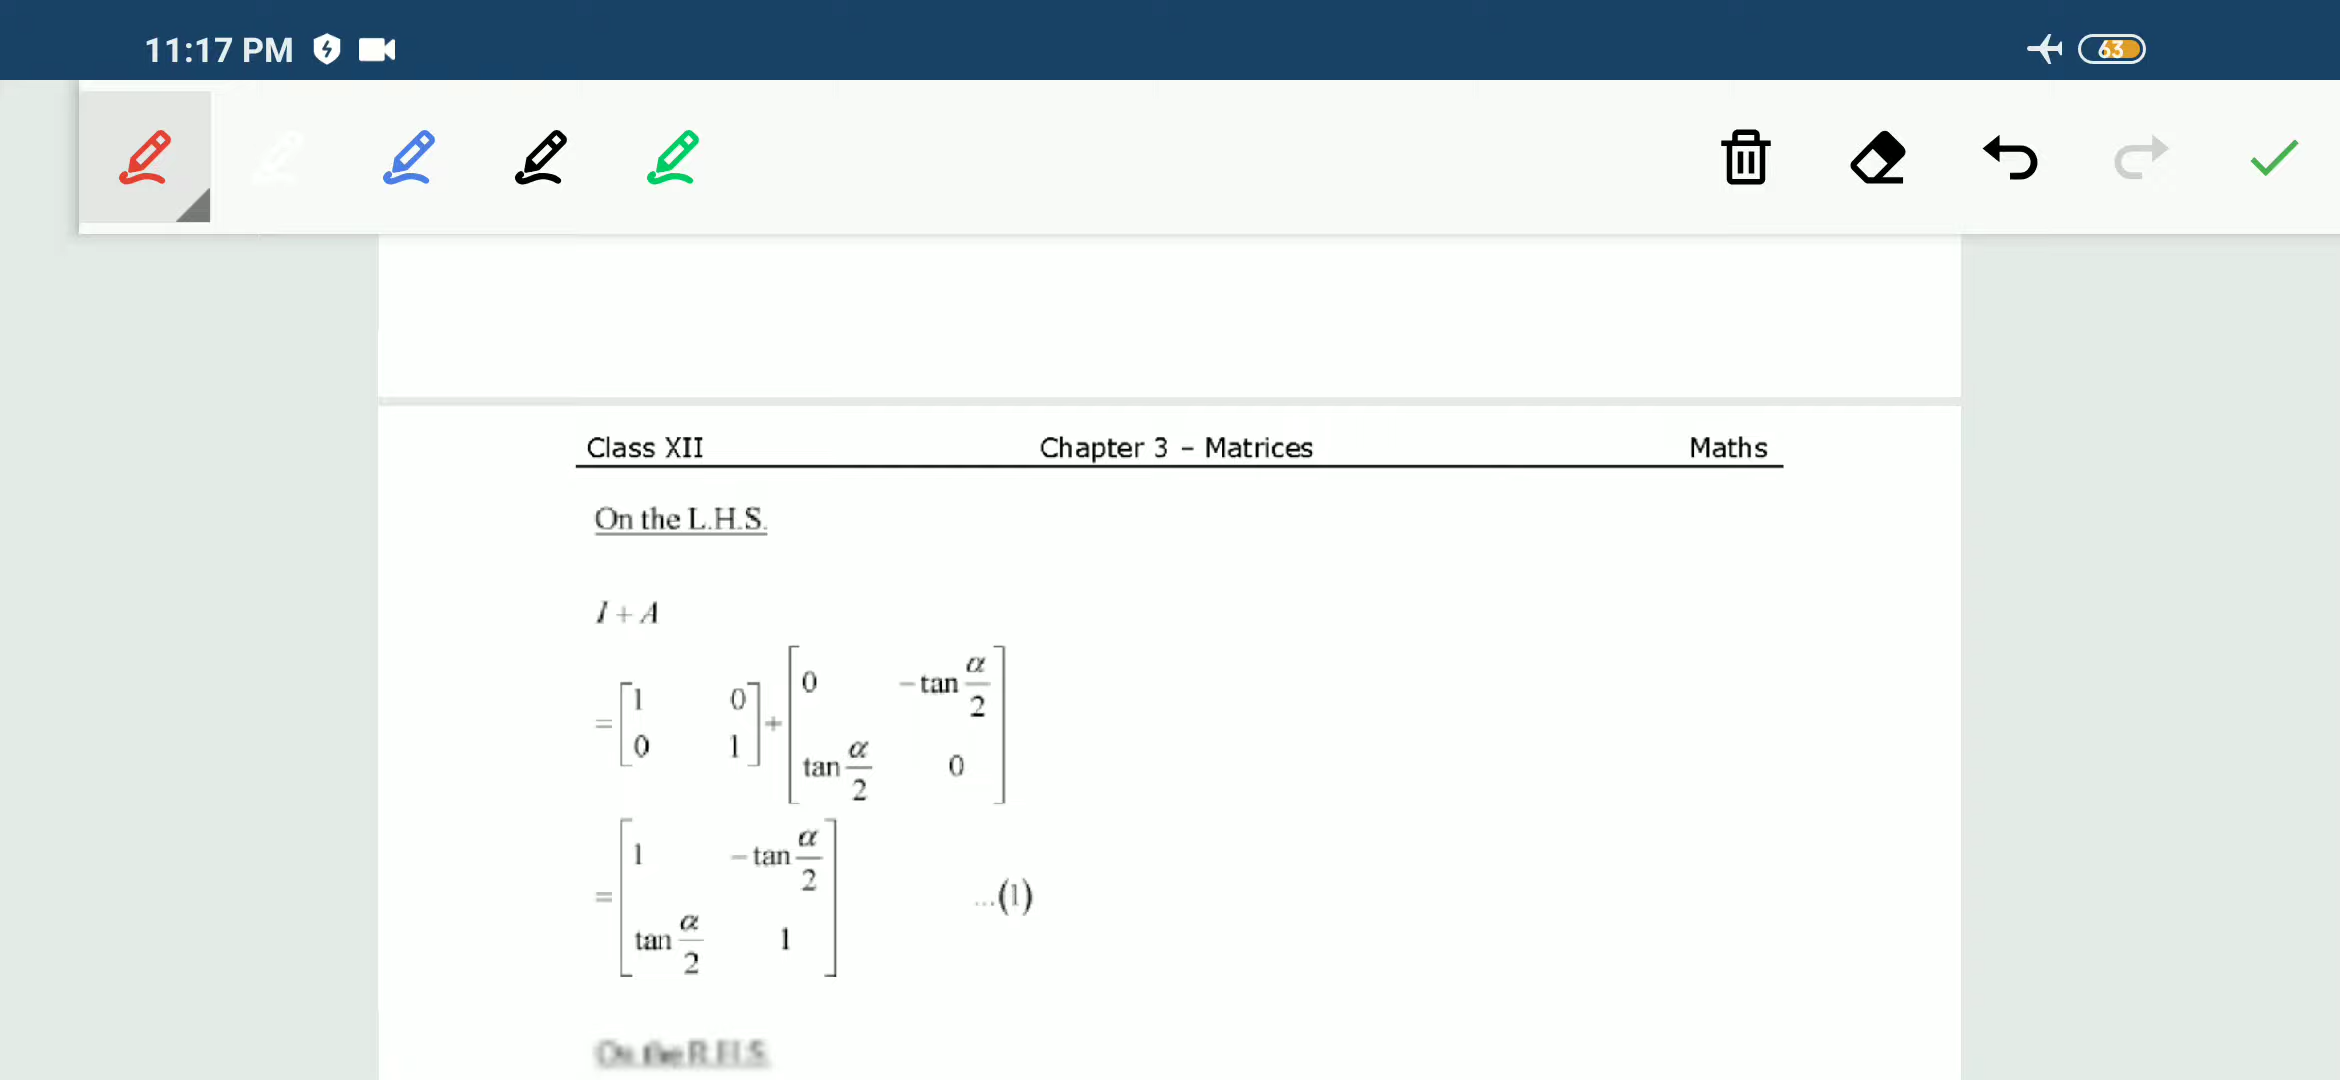 11:17 PM 63
Class XII Chapter 3 – Matrices Maths
On the L.H.S.
I + A
= [1 0; 0 1] + [0 −tan α/2; tan α/2 0]
= [1 −tan α/2; tan α/2 1] ...(1)
On the R.H.S.